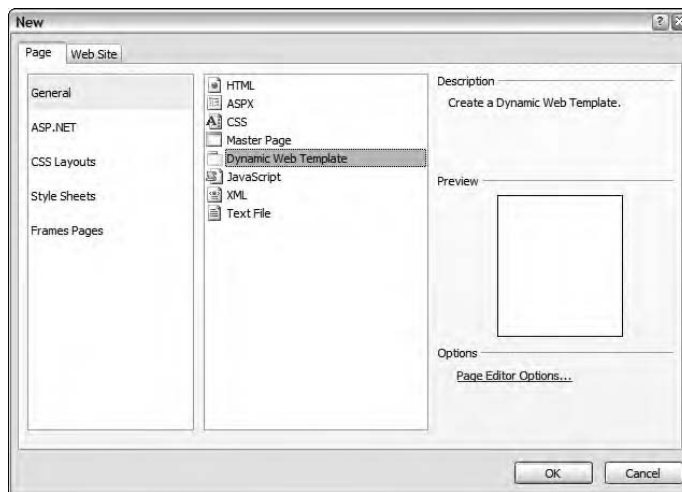 New
Page
Web Site
General
ASP.NET
CSS Layouts
Style Sheets
Frames Pages
HTML
ASPX
CSS
Master Page
Dynamic Web Template
JavaScript
XML
Text File
Description
Create a Dynamic Web Template.
Preview
Options
Page Editor Options...
OK
Cancel